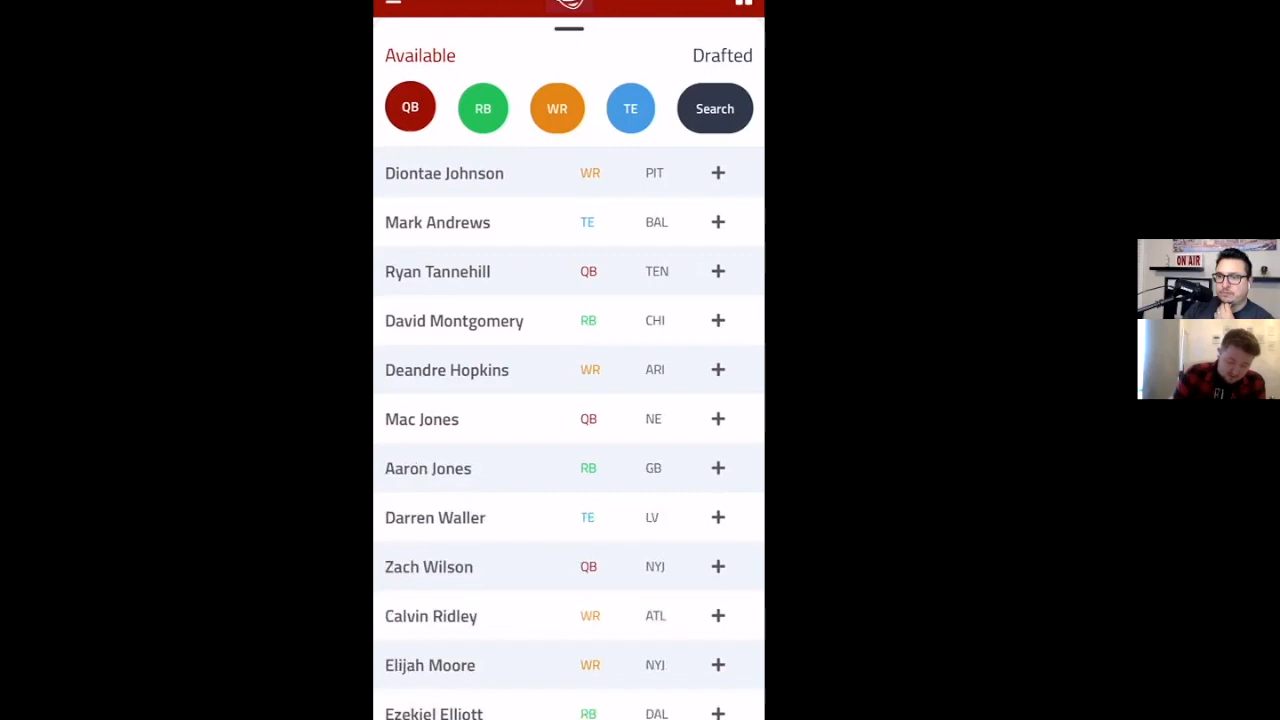 Available Drafted
QB RB WR TE Search
Diontae Johnson WR PIT +
Mark Andrews TE BAL +
Ryan Tannehill QB TEN +
David Montgomery RB CHI +
Deandre Hopkins WR ARI +
Mac Jones QB NE +
Aaron Jones RB GB +
Darren Waller TE LV +
Zach Wilson QB NYJ +
Calvin Ridley WR ATL +
Elijah Moore WR NYJ +
Ezekiel Elliott RB DAL +
ON AIR